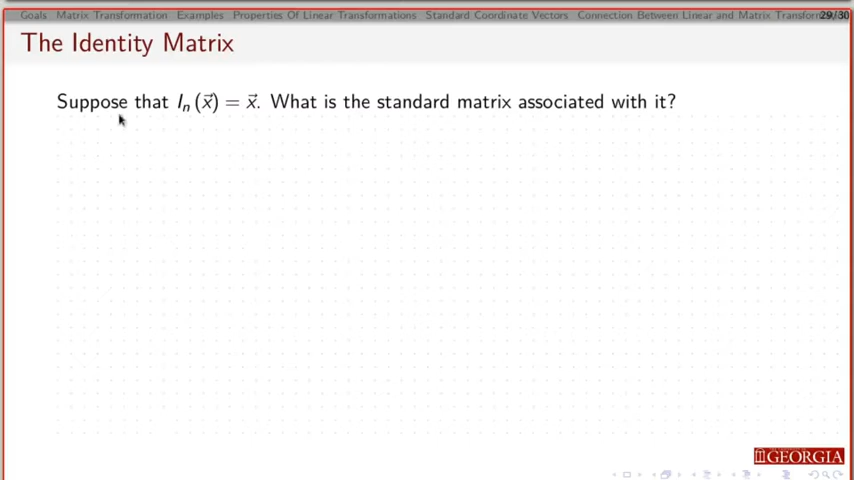 Goals Matrix Transformation Examples Properties Of Linear Transformations Standard Coordinate Vectors Connection Between Linear and Matrix Transform 29/30
The Identity Matrix
Suppose that Iₙ (x⃗) = x⃗. What is the standard matrix associated with it?
GEORGIA